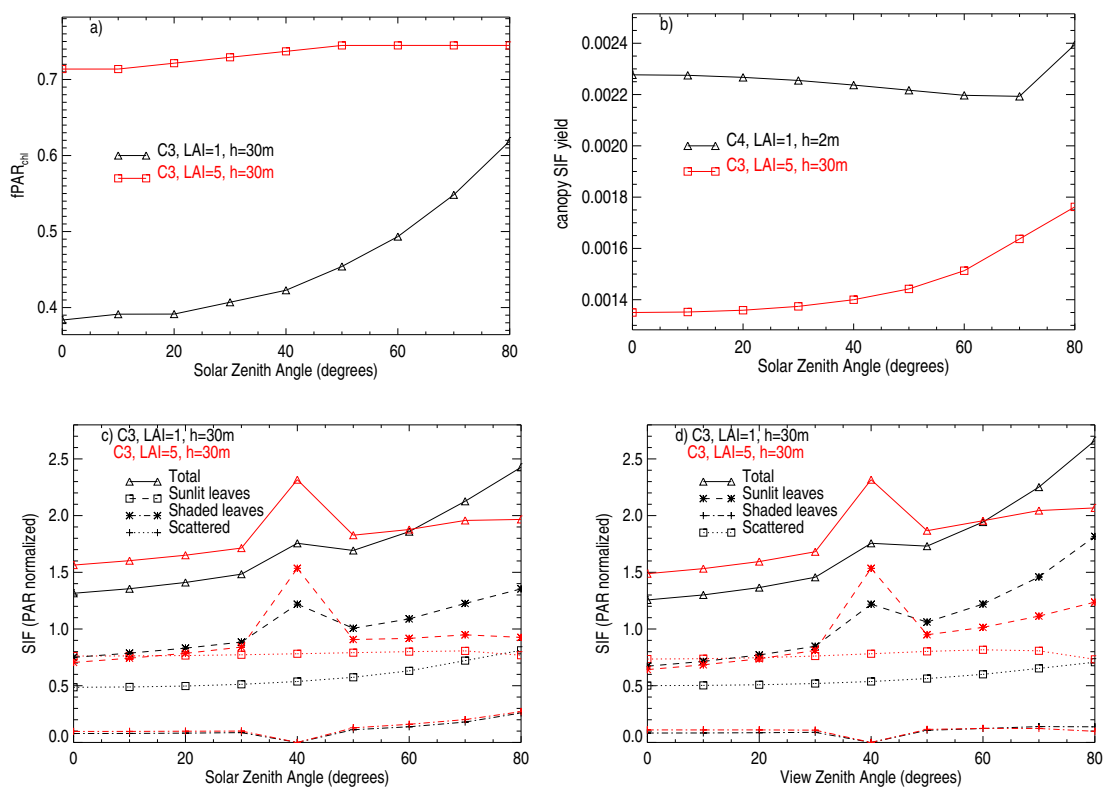 a)
0.7
0.6
0.5
0.4
fPARchl
C3, LAI=1, h=30m
C3, LAI=5, h=30m
0 20 40 60 80
Solar Zenith Angle (degrees)
b)
0.0024
0.0022
0.0020
0.0018
0.0016
0.0014
canopy SIF yield
C4, LAI=1, h=2m
C3, LAI=5, h=30m
0 20 40 60 80
Solar Zenith Angle (degrees)
c) C3, LAI=1, h=30m
C3, LAI=5, h=30m
Total
Sunlit leaves
Shaded leaves
Scattered
2.5
2.0
1.5
1.0
0.5
0.0
SIF (PAR normalized)
0 20 40 60 80
Solar Zenith Angle (degrees)
d) C3, LAI=1, h=30m
C3, LAI=5, h=30m
Total
Sunlit leaves
Shaded leaves
Scattered
2.5
2.0
1.5
1.0
0.5
0.0
SIF (PAR normalized)
0 20 40 60 80
View Zenith Angle (degrees)